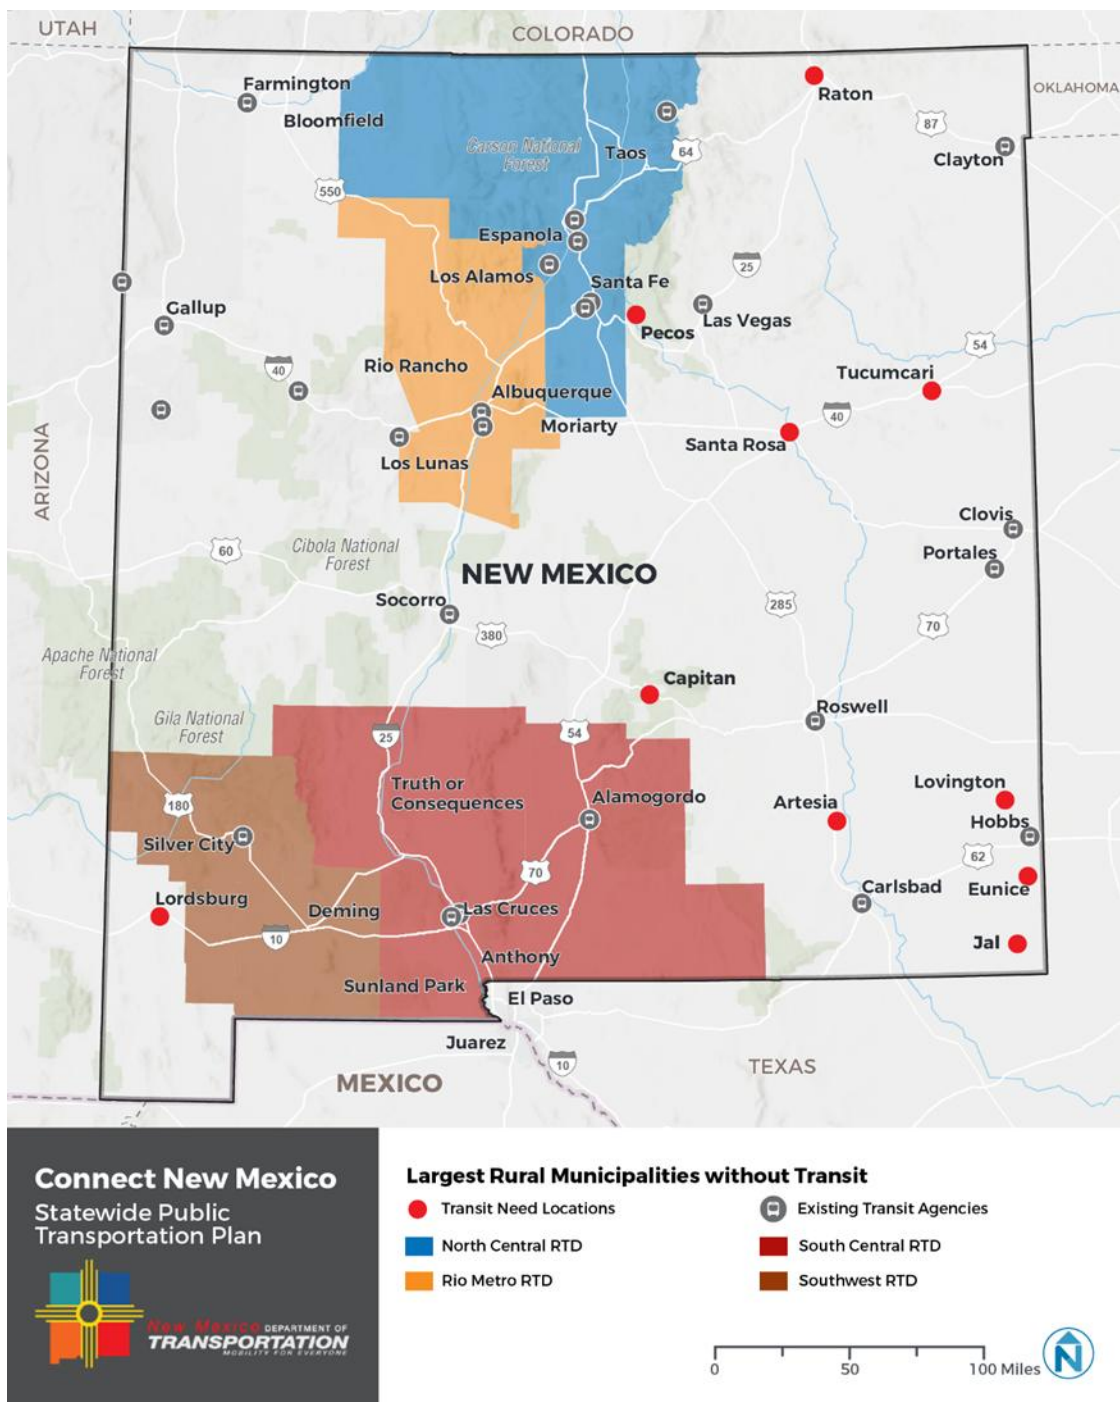 UTAH
COLORADO
OKLAHOMA
Farmington
Bloomfield
Raton
87
Clayton
Carson National
Forest
Taos
64
550
Espanola
Los Alamos
Santa Fe
25
Gallup
Pecos
Las Vegas
54
40
Rio Rancho
Tucumcari
Albuquerque
40
Moriarty
Santa Rosa
ARIZONA
Los Lunas
Clovis
Portales
60
Cibola National
Forest
NEW MEXICO
Socorro
285
380
70
Apache National
Forest
Capitan
Gila National
Forest
Roswell
25
54
Truth or
Consequences
Alamogordo
Artesia
Lovington
Hobbs
180
Silver City
62
70
Carlsbad
Eunice
Lordsburg
Deming
Las Cruces
10
Jal
Anthony
Sunland Park
El Paso
Juarez
10
TEXAS
MEXICO
Connect New Mexico
Statewide Public
Transportation Plan
New Mexico DEPARTMENT OF
TRANSPORTATION
MOBILITY FOR EVERYONE
Largest Rural Municipalities without Transit
Transit Need Locations
Existing Transit Agencies
North Central RTD
South Central RTD
Rio Metro RTD
Southwest RTD
0 50 100 Miles
N